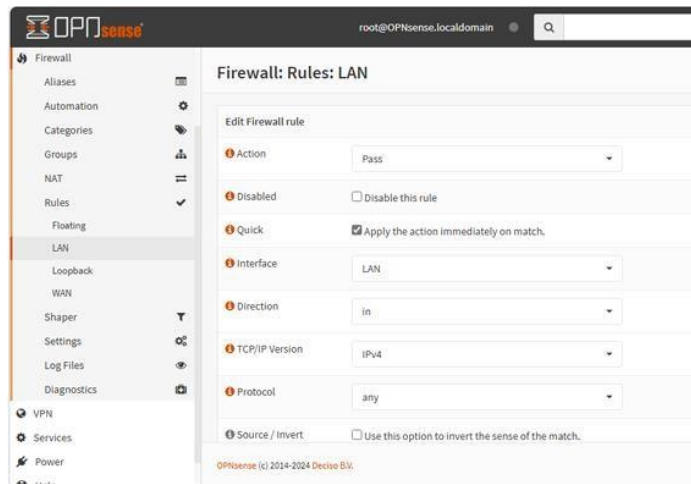 OPNsense
root@OPNsense.localdomain
Firewall
Aliases
Automation
Categories
Groups
NAT
Rules
Floating
LAN
Loopback
WAN
Shaper
Settings
Log Files
Diagnostics
VPN
Services
Power
Firewall: Rules: LAN
Edit Firewall rule
Action Pass
Disabled Disable this rule
Quick Apply the action immediately on match.
Interface LAN
Direction in
TCP/IP Version IPv4
Protocol any
Source / Invert Use this option to invert the sense of the match.
OPNsense (c) 2014-2024 Deciso B.V.